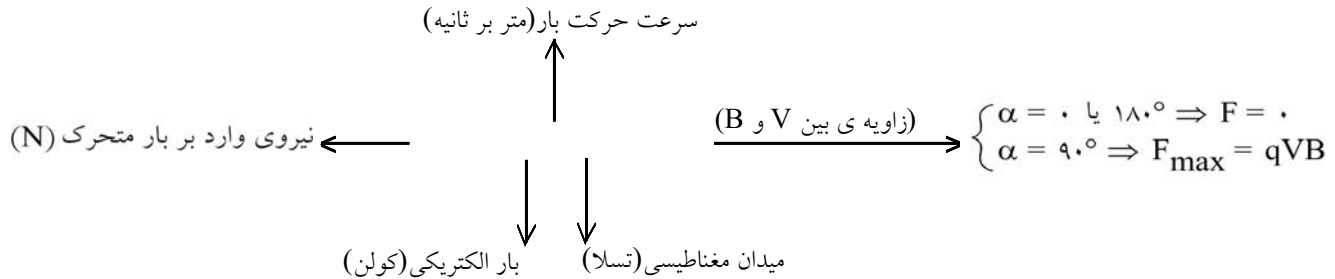 سرعت حرکت بار(متر بر ثانیه)
α = ۰ یا ۱۸۰° ⇒ F = ۰
(زاویه ی بین V و B)
نیروی وارد بر بار متحرک (N)
α = ۹۰° ⇒ Fmax = qVB
میدان مغناطیسی(تسلا)
بار الکتریکی(کولن)